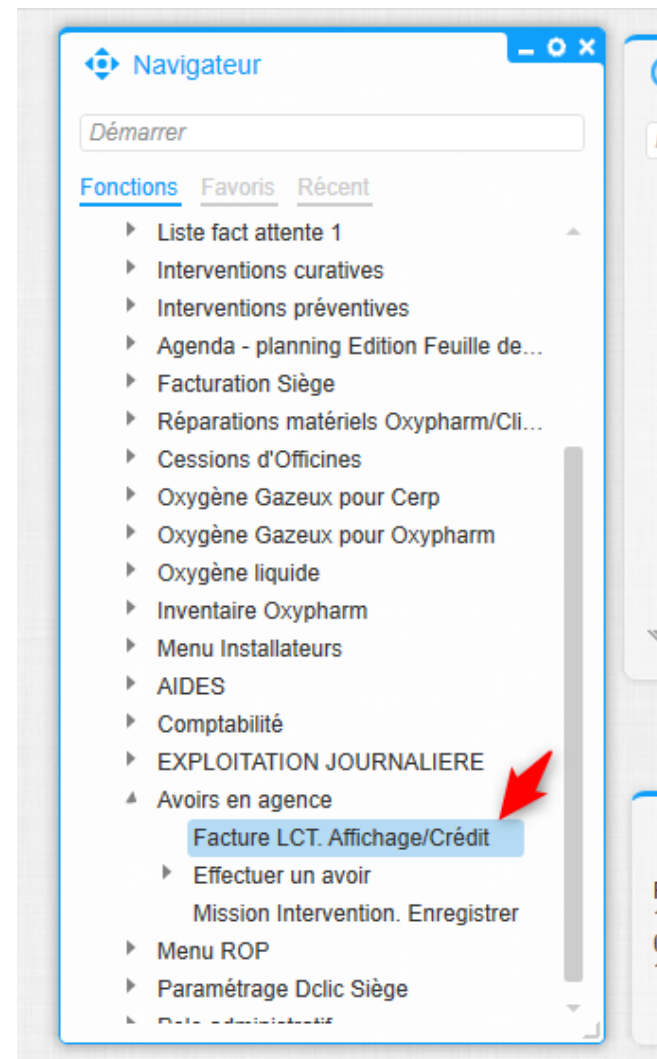 Navigateur
Démarrer
Fonctions Favoris Récent
Liste fact attente 1
Interventions curatives
Interventions préventives
Agenda - planning Edition Feuille de...
Facturation Siège
Réparations matériels Oxypharm/Cli...
Cessions d'Officines
Oxygène Gazeux pour Cerp
Oxygène Gazeux pour Oxypharm
Oxygène liquide
Inventaire Oxypharm
Menu Installateurs
AIDES
Comptabilité
EXPLOITATION JOURNALIERE
Avoirs en agence
Facture LCT. Affichage/Crédit
Effectuer un avoir
Mission Intervention. Enregistrer
Menu ROP
Paramétrage Dclic Siège